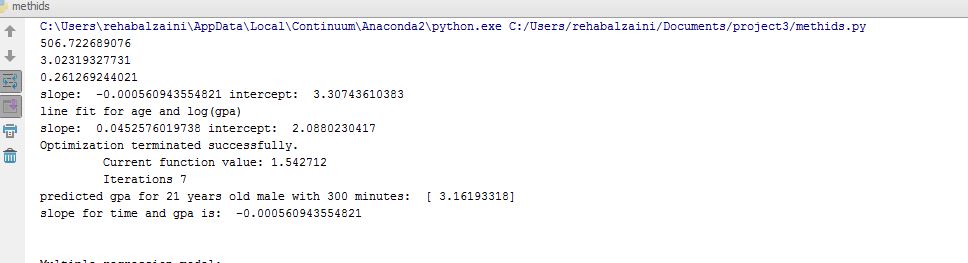 methids
C:\Users\rehabalzaini\AppData\Local\Continuum\Anaconda2\python.exe C:/Users/rehabalzaini/Documents/project3/methids.py
506.722689076
3.02319327731
0.261269244021
slope:  -0.000560943554821 intercept:  3.30743610383
line fit for age and log(gpa)
slope:  0.0452576019738 intercept:  2.0880230417
Optimization terminated successfully.
Current function value: 1.542712
Iterations 7
predicted gpa for 21 years old male with 300 minutes:  [ 3.16193318]
slope for time and gpa is:  -0.000560943554821
Multiple regression model: